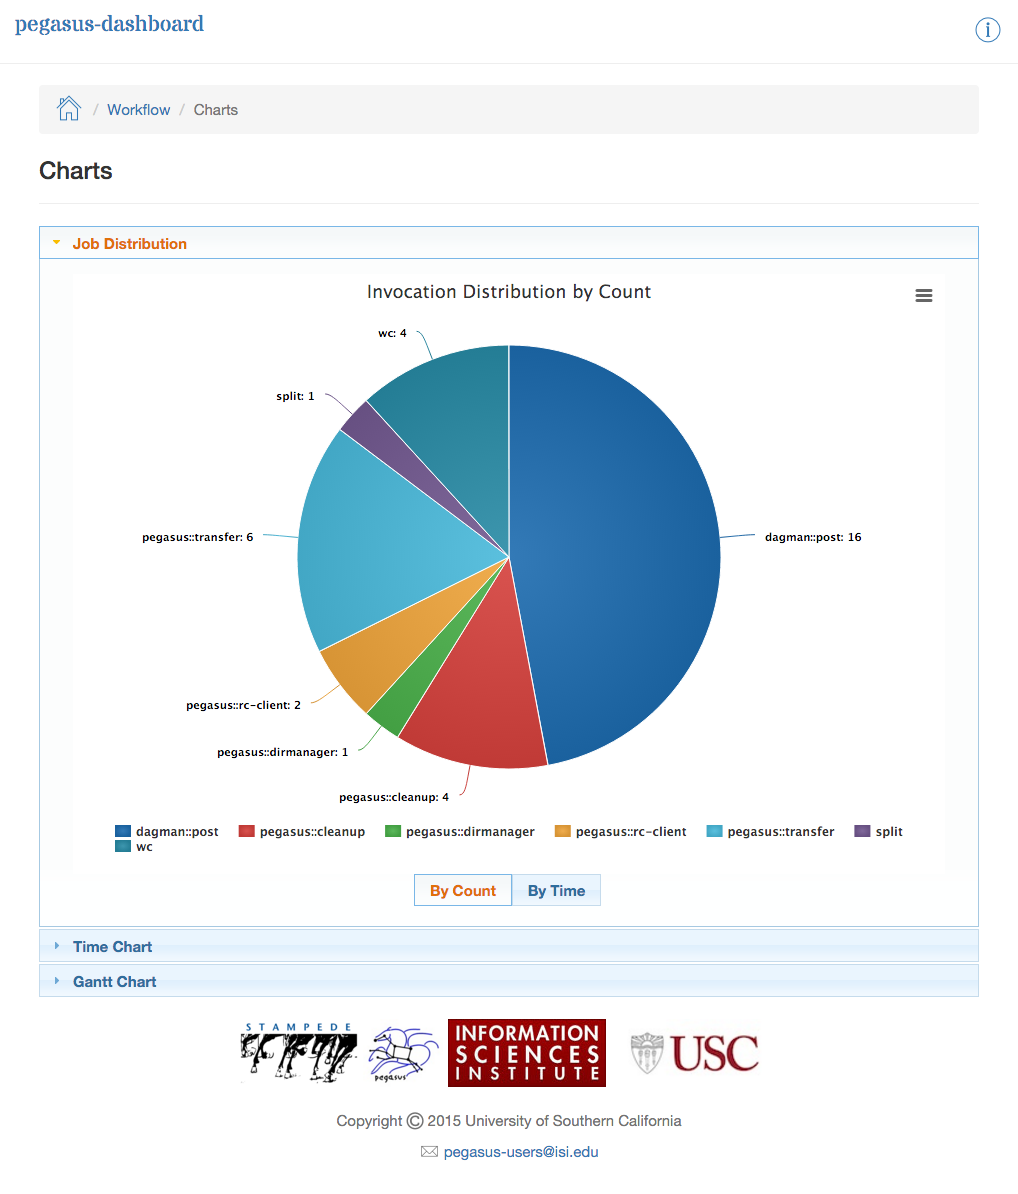 pegasus-dashboard
i
/ Workflow / Charts
Charts
Job Distribution
Invocation Distribution by Count
wc: 4
split: 1
pegasus::transfer: 6
dagman::post: 16
pegasus::rc-client: 2
pegasus::dirmanager: 1
pegasus::cleanup: 4
dagman::post pegasus::cleanup pegasus::dirmanager pegasus::rc-client pegasus::transfer split
wc
By Count By Time
Time Chart
Gantt Chart
STAMPEDE
pegasus
INFORMATION
SCIENCES
INSTITUTE
USC
Copyright © 2015 University of Southern California
pegasus-users@isi.edu